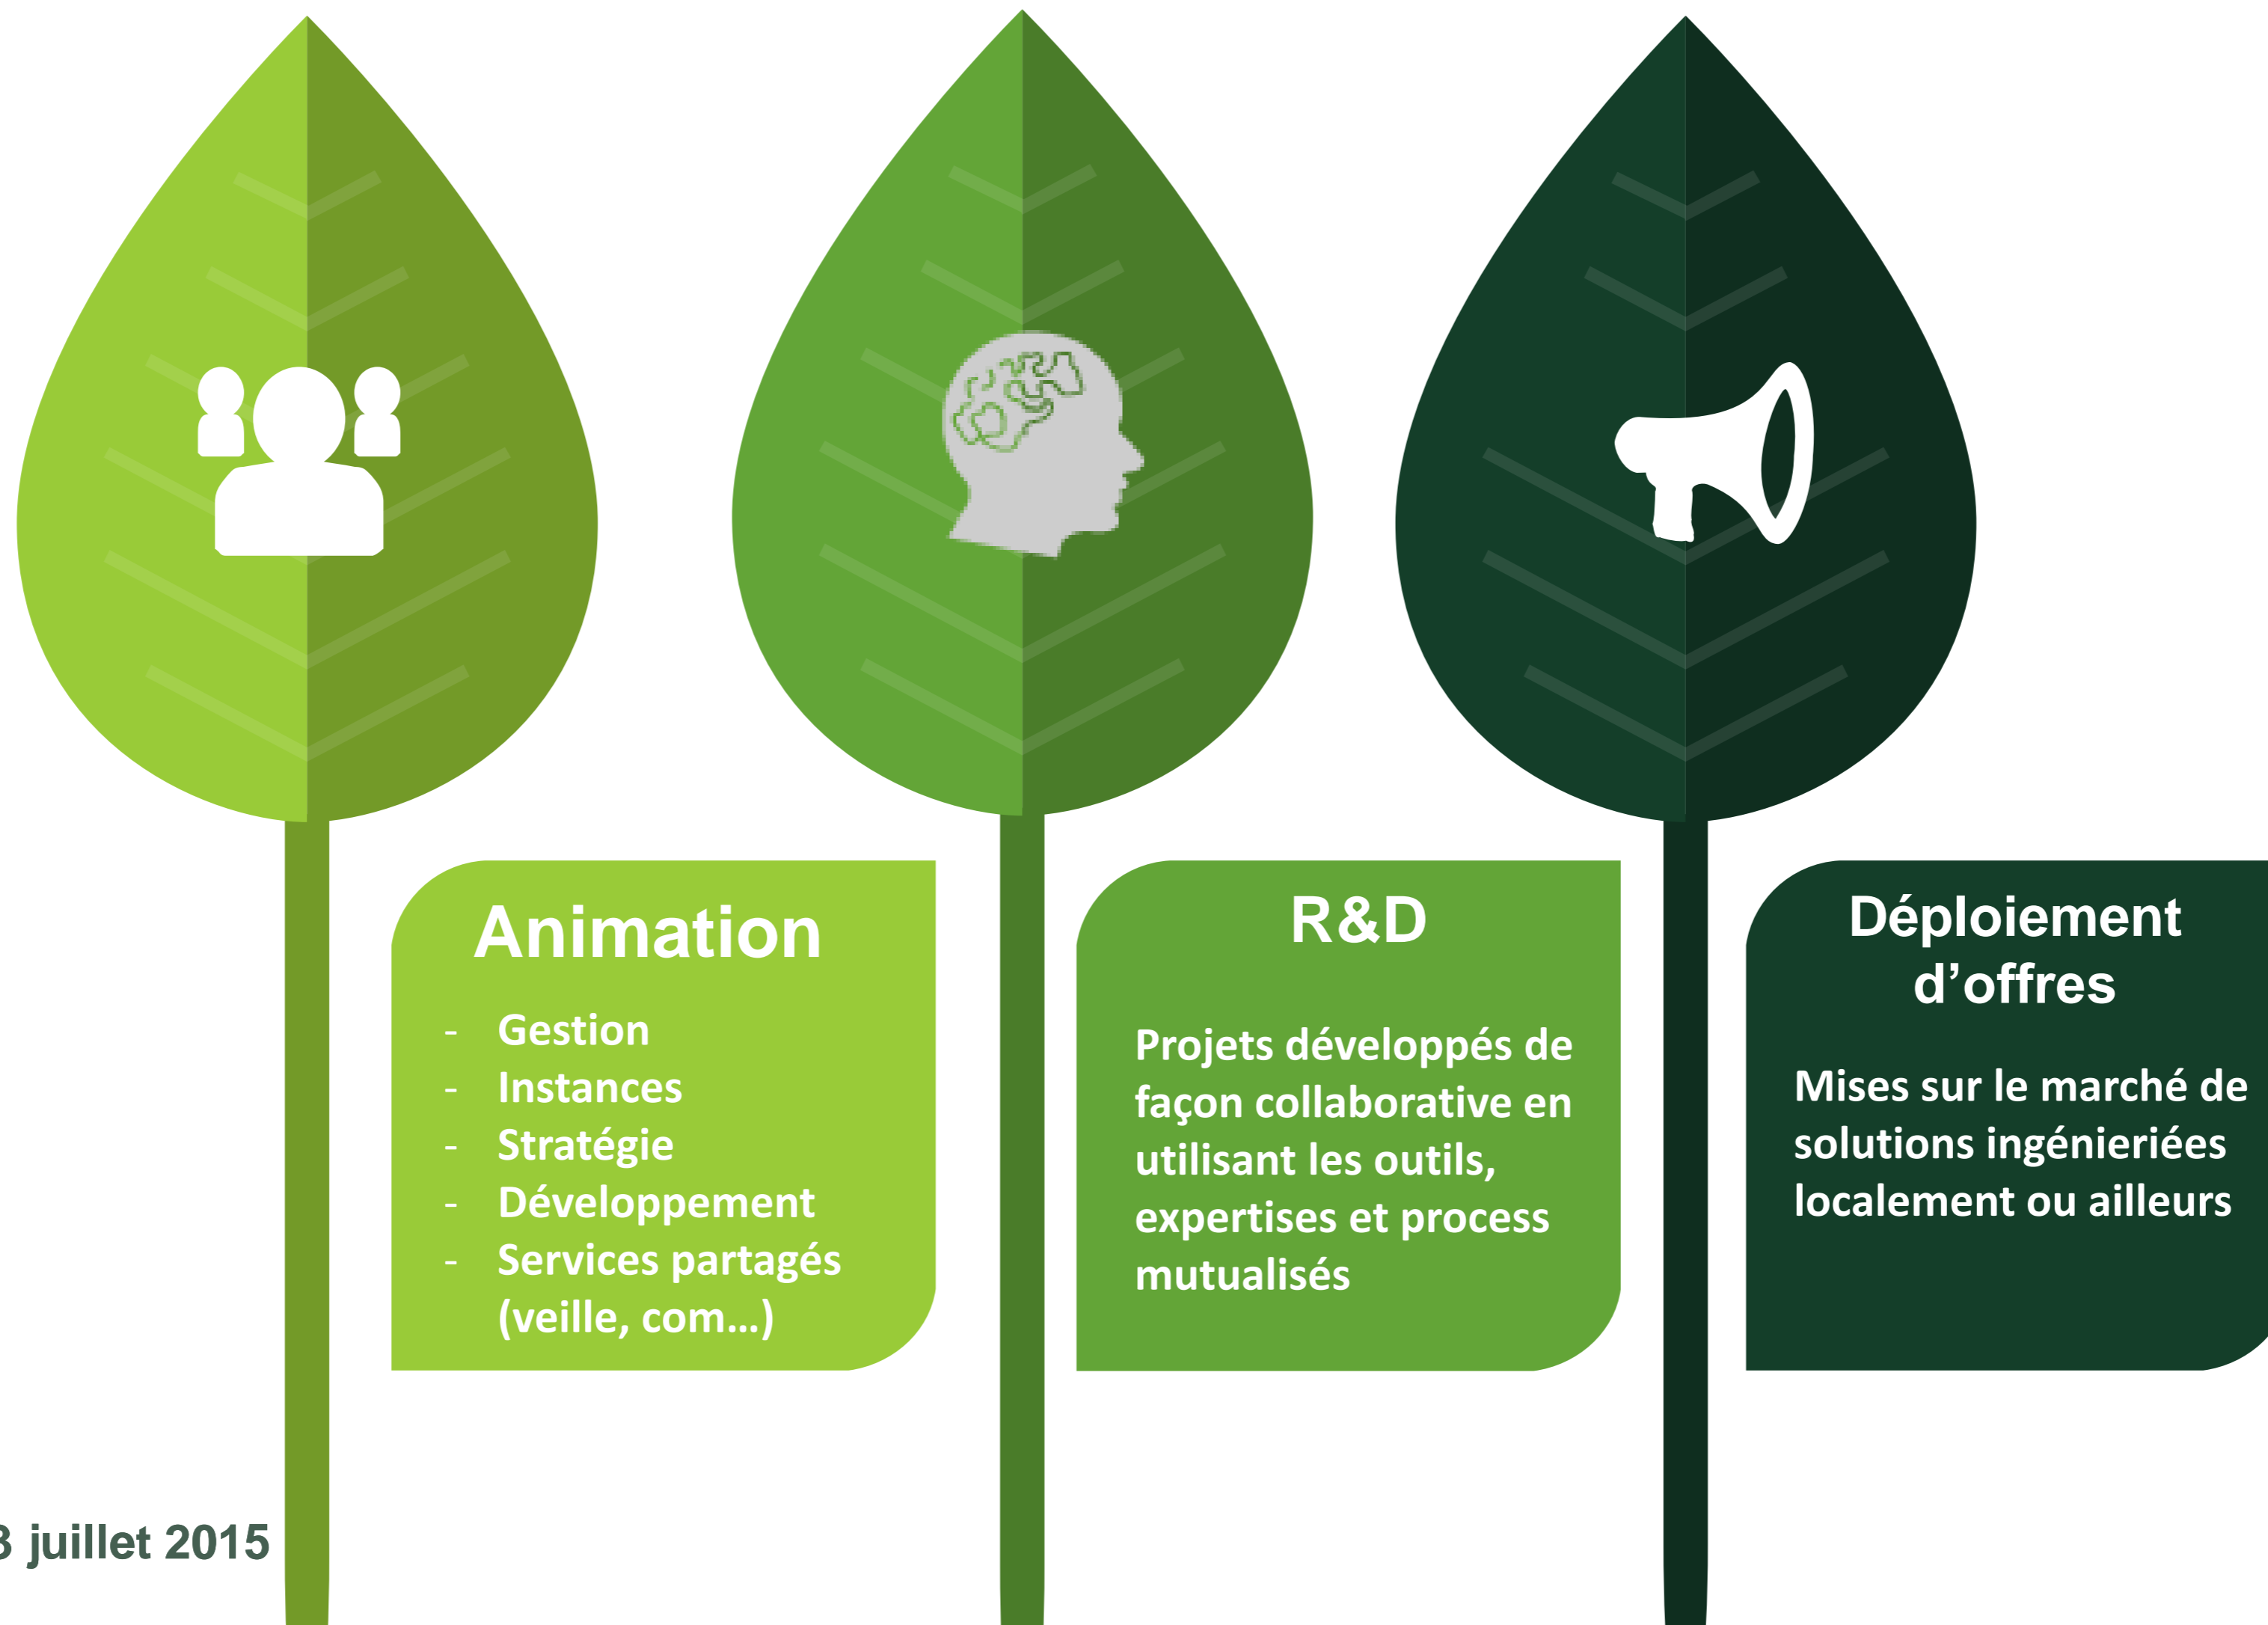 Animation
- Gestion
- Instances
- Stratégie
- Développement
- Services partagés
(veille, com…)
R&D
Projets développés de
façon collaborative en
utilisant les outils,
expertises et process
mutualisés
Déploiement
d’offres
Mises sur le marché de
solutions ingénieriées
localement ou ailleurs
juillet 2015